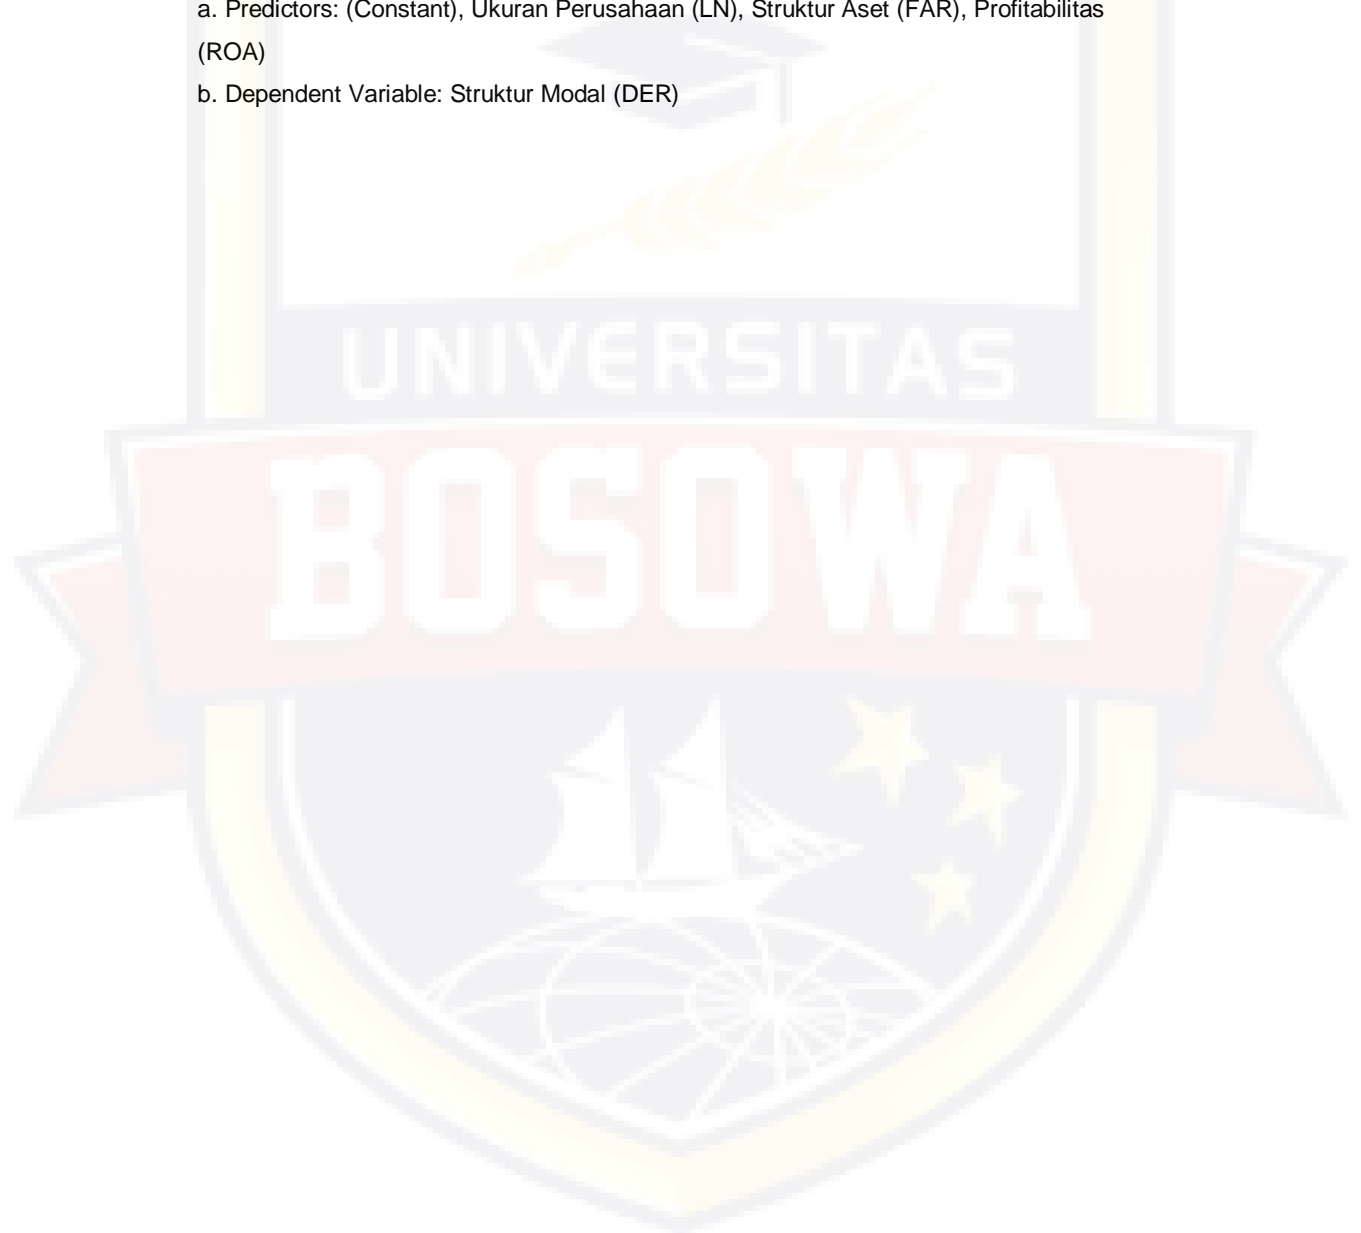 a. Predictors: (Constant), Ukuran Perusahaan (LN), Struktur Aset (FAR), Profitabilitas
(ROA)
b. Dependent Variable: Struktur Modal (DER)
UNIVERSITAS
BOSOWA